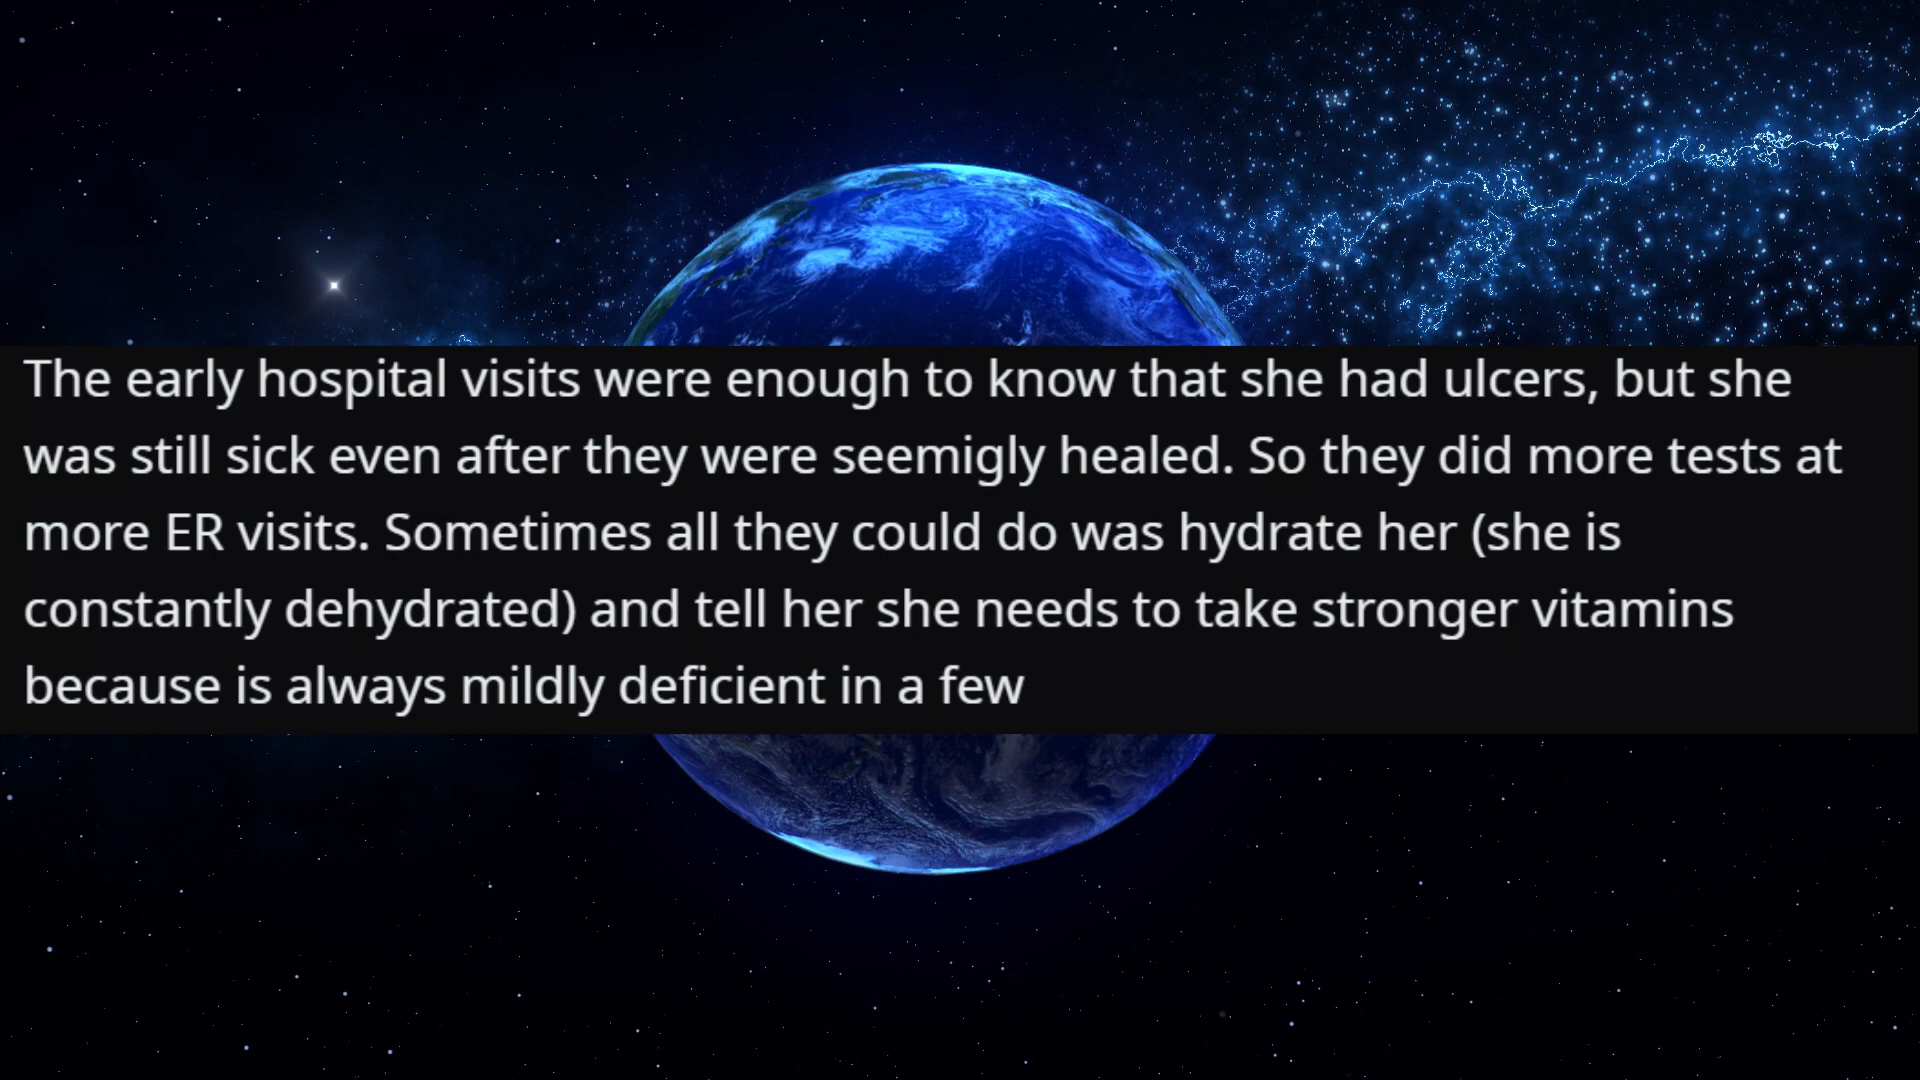 The early hospital visits were enough to know that she had ulcers, but she
was still sick even after they were seemigly healed. So they did more tests at
more ER visits. Sometimes all they could do was hydrate her (she is
constantly dehydrated) and tell her she needs to take stronger vitamins
because is always mildly deficient in a few